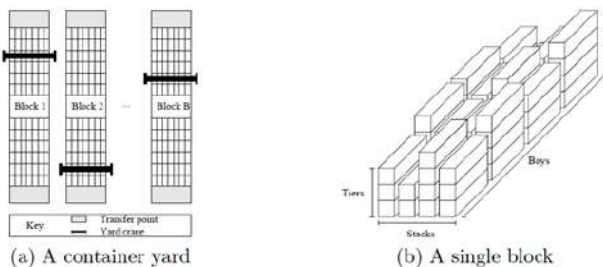 Block 1
Block 2
...
Block B
Key
Transfer point
Yard crane
(a) A container yard
Tiers
Stacks
Bays
(b) A single block